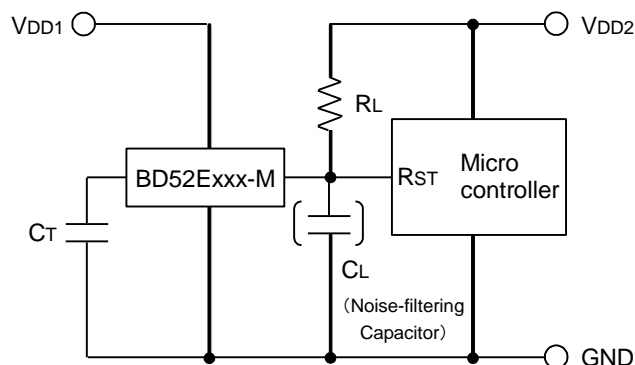 VDD1
VDD2
RL
BD52Exxx-M
RST
Micro
controller
CT
CL
（Noise-filtering
Capacitor）
GND